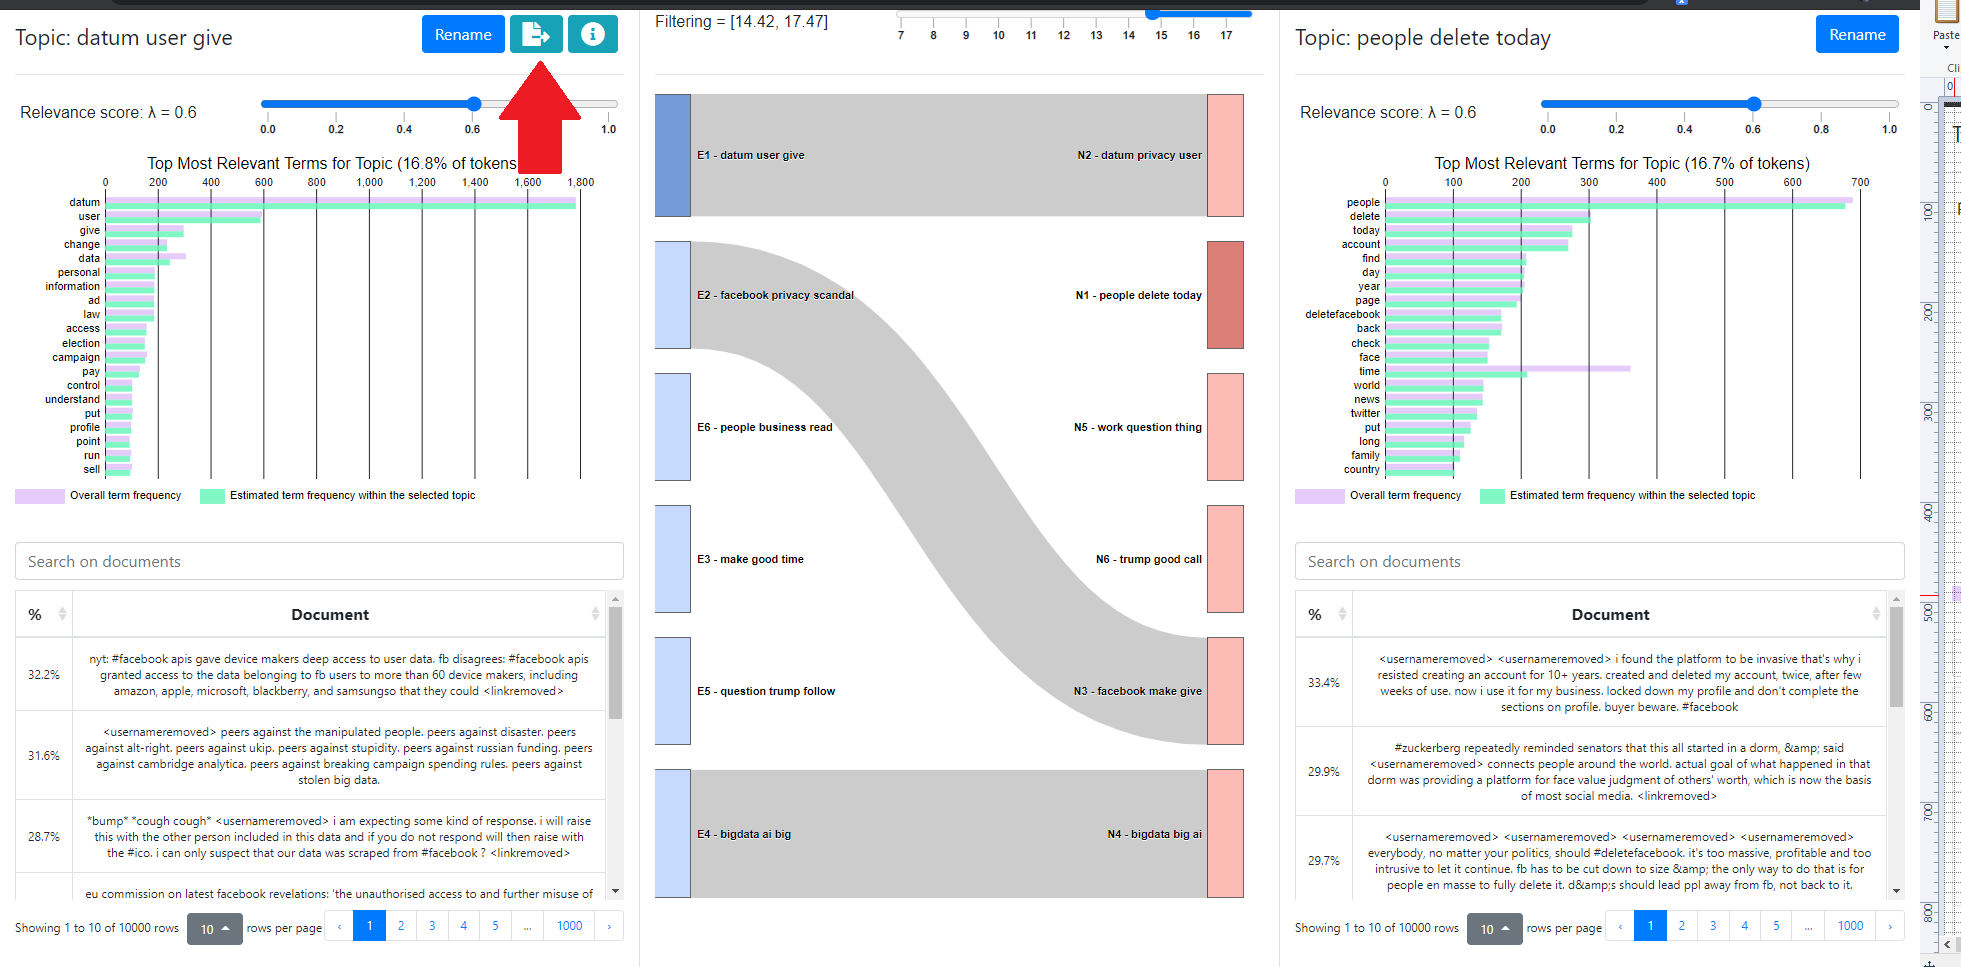 Topic: datum user give
Rename
Relevance score: λ = 0.6
0.0 0.2 0.4 0.6 1.0
Top Most Relevant Terms for Topic (16.8% of tokens
0 200 400 600 800 1,000 1,200 1,400 1,600 1,800
datum
user
give
change
data
personal
information
ad
law
access
election
campaign
pay
control
understand
put
profile
point
run
sell
Overall term frequency
Estimated term frequency within the selected topic
Search on documents
% Document
32.2%
nyt: #facebook apis gave device makers deep access to user data. fb disagrees: #facebook apis
granted access to the data belonging to fb users to more than 60 device makers, including
amazon, apple, microsoft, blackberry, and samsungso that they could <linkremoved>
31.6%
<usernameremoved> peers against the manipulated people. peers against disaster. peers
against alt-right. peers against ukip. peers against stupidity. peers against russian funding. peers
against cambridge analytica. peers against breaking campaign spending rules. peers against
stolen big data.
28.7%
*bump* *cough cough* <usernameremoved> i am expecting some kind of response. i will raise
this with the other person included in this data and if you do not respond will then raise with
the #ico. i can only suspect that our data was scraped from #facebook ? <linkremoved>
eu commission on latest facebook revelations: 'the unauthorised access to and further misuse of
Showing 1 to 10 of 10000 rows 10 rows per page ‹ 1 2 3 4 5 ... 1000 ›
Filtering = [14.42, 17.47]
7 8 9 10 11 12 13 14 15 16 17
E1 - datum user give
N2 - datum privacy user
E2 - facebook privacy scandal
N1 - people delete today
E6 - people business read
N5 - work question thing
E3 - make good time
N6 - trump good call
E5 - question trump follow
N3 - facebook make give
E4 - bigdata ai big
N4 - bigdata big ai
Topic: people delete today
Rename
Relevance score: λ = 0.6
0.0 0.2 0.4 0.6 0.8 1.0
Top Most Relevant Terms for Topic (16.7% of tokens)
0 100 200 300 400 500 600 700
people
delete
today
account
find
day
year
page
deletefacebook
back
check
face
time
world
news
twitter
put
long
family
country
Overall term frequency
Estimated term frequency within the selected topic
Search on documents
% Document
33.4%
<usernameremoved> <usernameremoved> i found the platform to be invasive that's why i
resisted creating an account for 10+ years. created and deleted my account, twice, after few
weeks of use. now i use it for my business. locked down my profile and don't complete the
sections on profile. buyer beware. #facebook
29.9%
#zuckerberg repeatedly reminded senators that this all started in a dorm, &amp; said
<usernameremoved> connects people around the world. actual goal of what happened in that
dorm was providing a platform for face value judgment of others' worth, which is now the basis
of most social media. <linkremoved>
29.7%
<usernameremoved> <usernameremoved> <usernameremoved> <usernameremoved>
everybody, no matter your politics, should #deletefacebook. it's too massive, profitable and too
intrusive to let it continue. fb has to be cut down to size &amp; the only way to do that is for
people en masse to fully delete it. d&amp;s should lead ppl away from fb, not back to it.
Showing 1 to 10 of 10000 rows 10 rows per page ‹ 1 2 3 4 5 ... 1000 ›
Paste
Cli
0
0
100
200
300
400
500
600
700
800